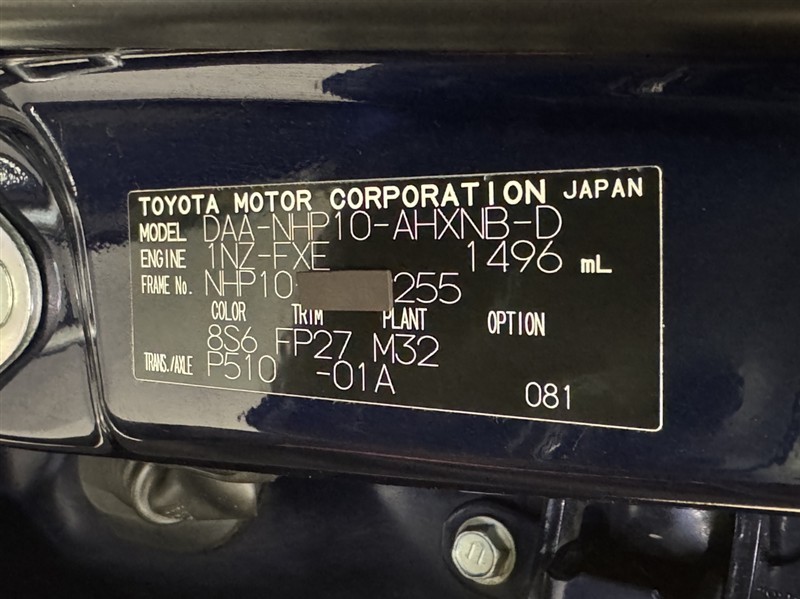 TOYOTA MOTOR CORPORATION JAPAN
MODEL DAA-NHP10-AHXNB-D
ENGINE 1NZ-FXE 1496 mL
FRAME No. NHP10 255
COLOR TRIM PLANT OPTION
8S6 FP27 M32
TRANS./AXLE P510 -01A
081